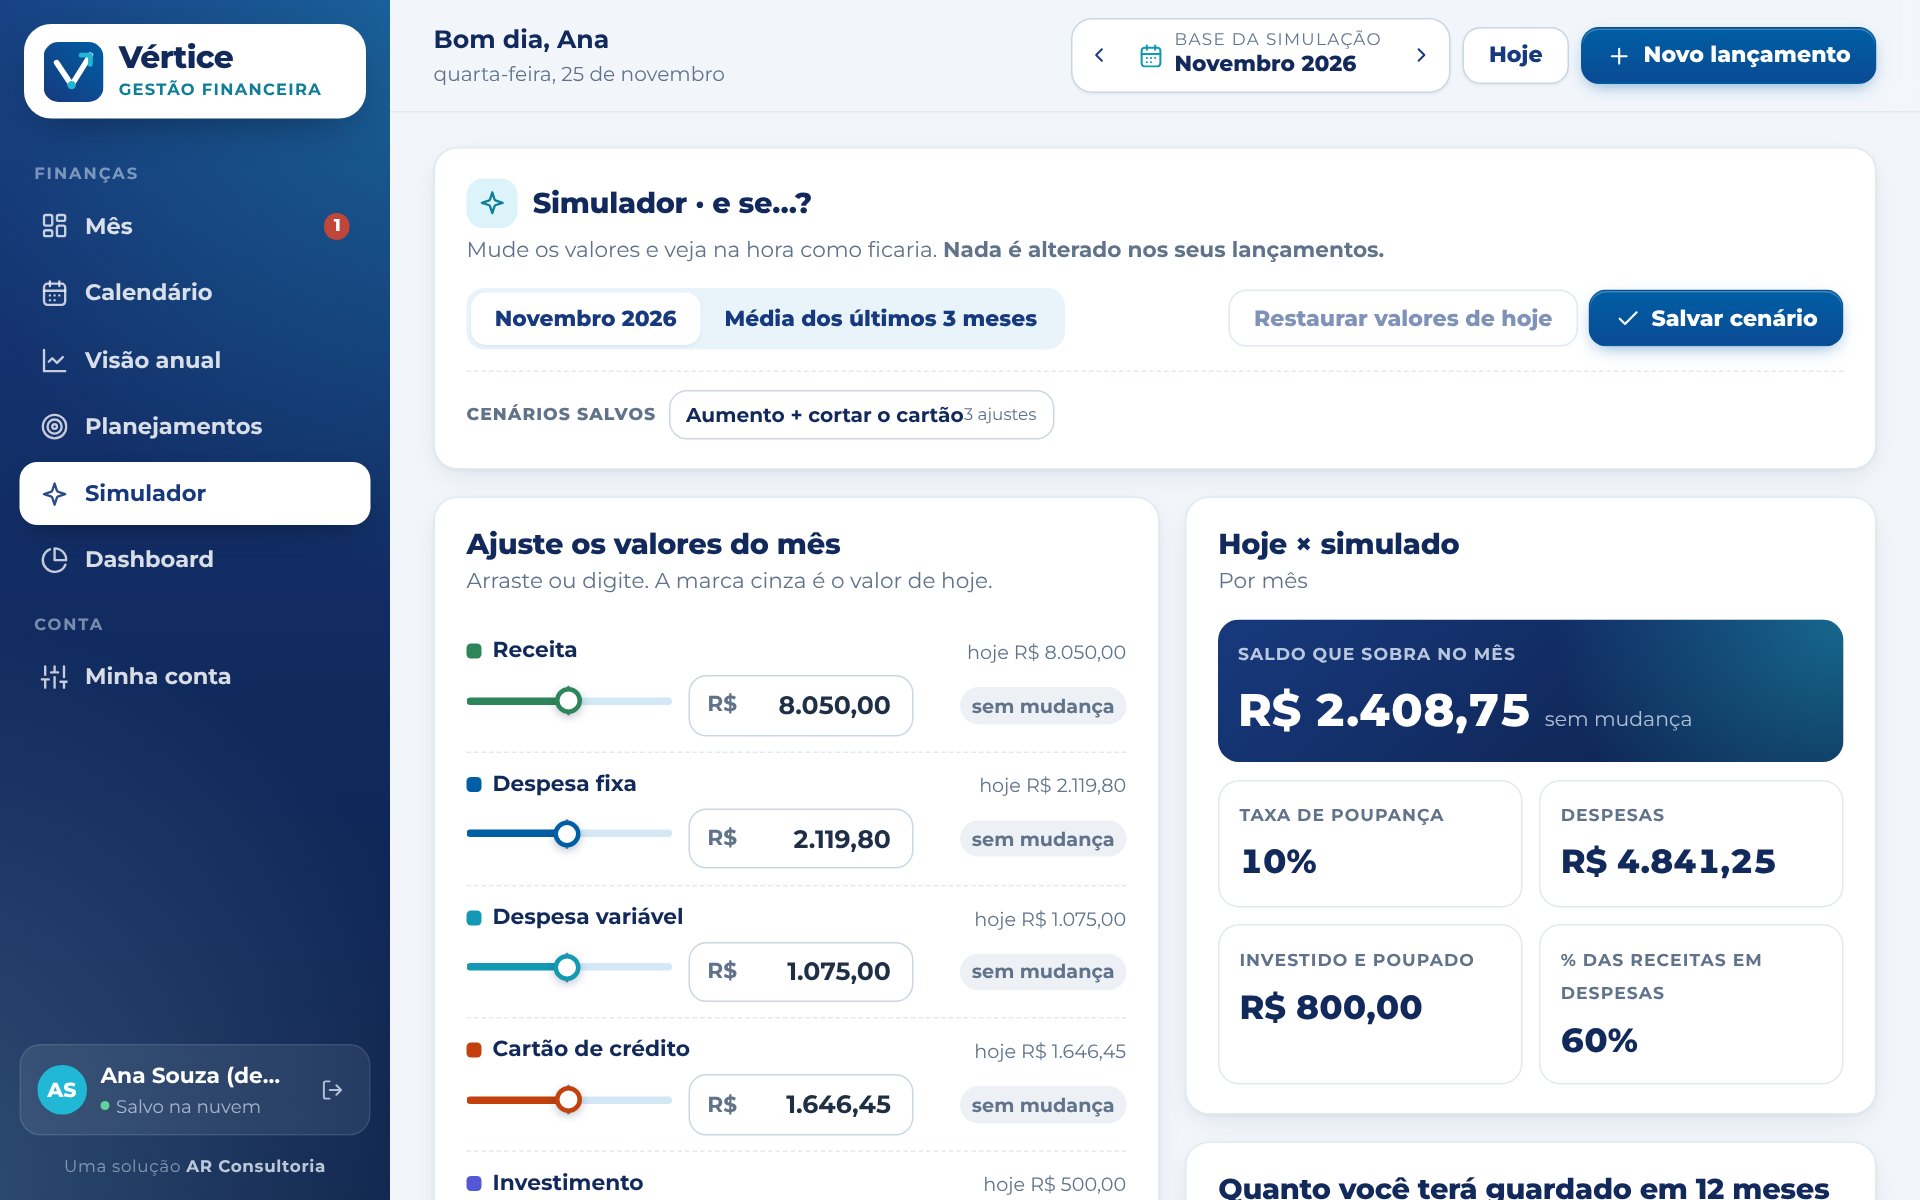 Vértice
GESTÃO FINANCEIRA
FINANÇAS
Mês
1
Calendário
Visão anual
Planejamentos
Simulador
Dashboard
CONTA
Minha conta
AS
Ana Souza (de...
Salvo na nuvem
Uma solução AR Consultoria
Bom dia, Ana
quarta-feira, 25 de novembro
BASE DA SIMULAÇÃO
Novembro 2026
Hoje
Novo lançamento
Simulador · e se...?
Mude os valores e veja na hora como ficaria. Nada é alterado nos seus lançamentos.
Novembro 2026
Média dos últimos 3 meses
Restaurar valores de hoje
Salvar cenário
CENÁRIOS SALVOS
Aumento + cortar o cartão3 ajustes
Ajuste os valores do mês
Arraste ou digite. A marca cinza é o valor de hoje.
Receita
hoje R$ 8.050,00
R$ 8.050,00
sem mudança
Despesa fixa
hoje R$ 2.119,80
R$ 2.119,80
sem mudança
Despesa variável
hoje R$ 1.075,00
R$ 1.075,00
sem mudança
Cartão de crédito
hoje R$ 1.646,45
R$ 1.646,45
sem mudança
Investimento
hoje R$ 500,00
Hoje × simulado
Por mês
SALDO QUE SOBRA NO MÊS
R$ 2.408,75 sem mudança
TAXA DE POUPANÇA
10%
DESPESAS
R$ 4.841,25
INVESTIDO E POUPADO
R$ 800,00
% DAS RECEITAS EM
DESPESAS
60%
Quanto você terá guardado em 12 meses